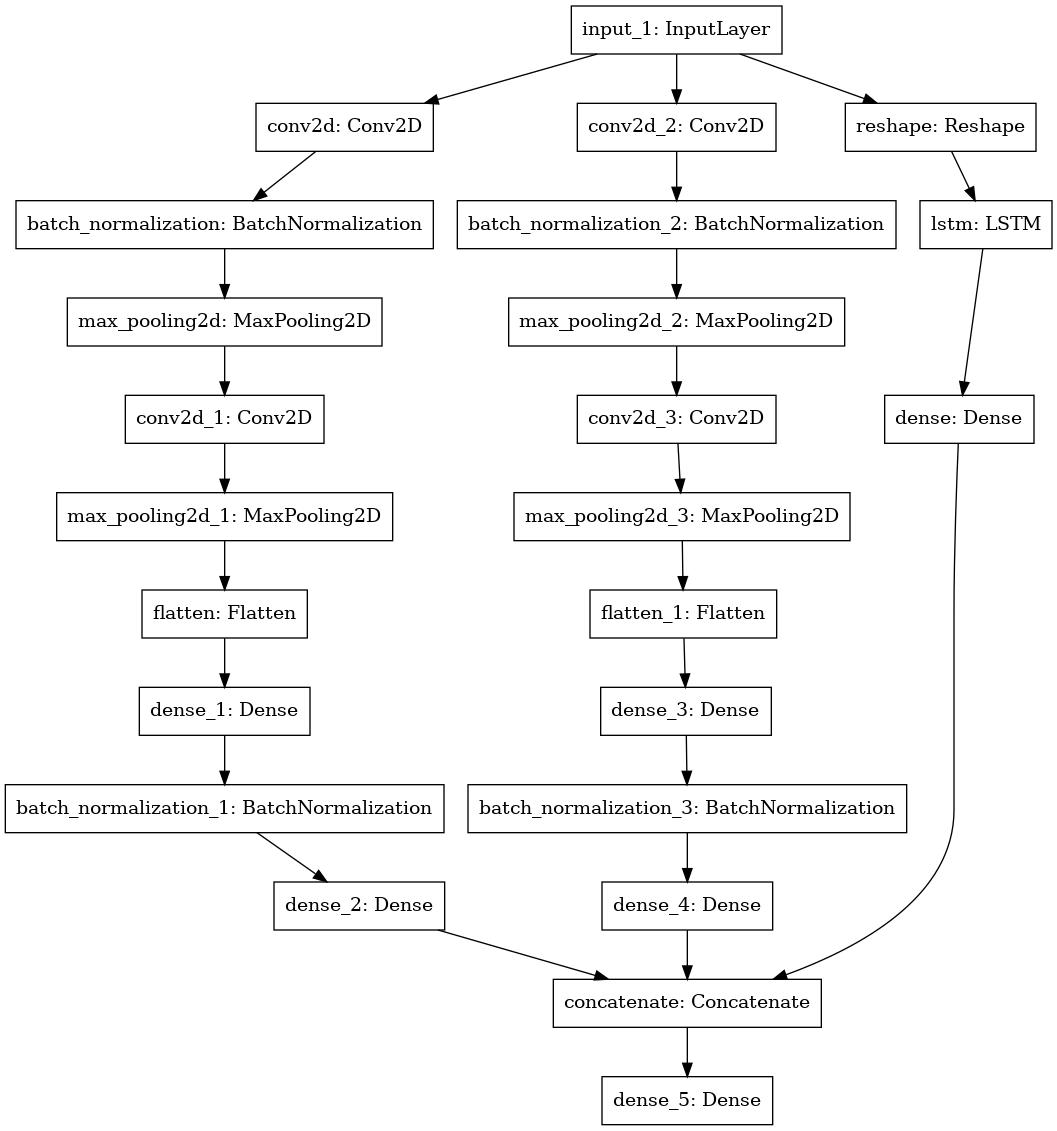 input_1: InputLayer
conv2d: Conv2D
conv2d_2: Conv2D
reshape: Reshape
batch_normalization: BatchNormalization
batch_normalization_2: BatchNormalization
lstm: LSTM
max_pooling2d: MaxPooling2D
max_pooling2d_2: MaxPooling2D
conv2d_1: Conv2D
conv2d_3: Conv2D
dense: Dense
max_pooling2d_1: MaxPooling2D
max_pooling2d_3: MaxPooling2D
flatten: Flatten
flatten_1: Flatten
dense_1: Dense
dense_3: Dense
batch_normalization_1: BatchNormalization
batch_normalization_3: BatchNormalization
dense_2: Dense
dense_4: Dense
concatenate: Concatenate
dense_5: Dense